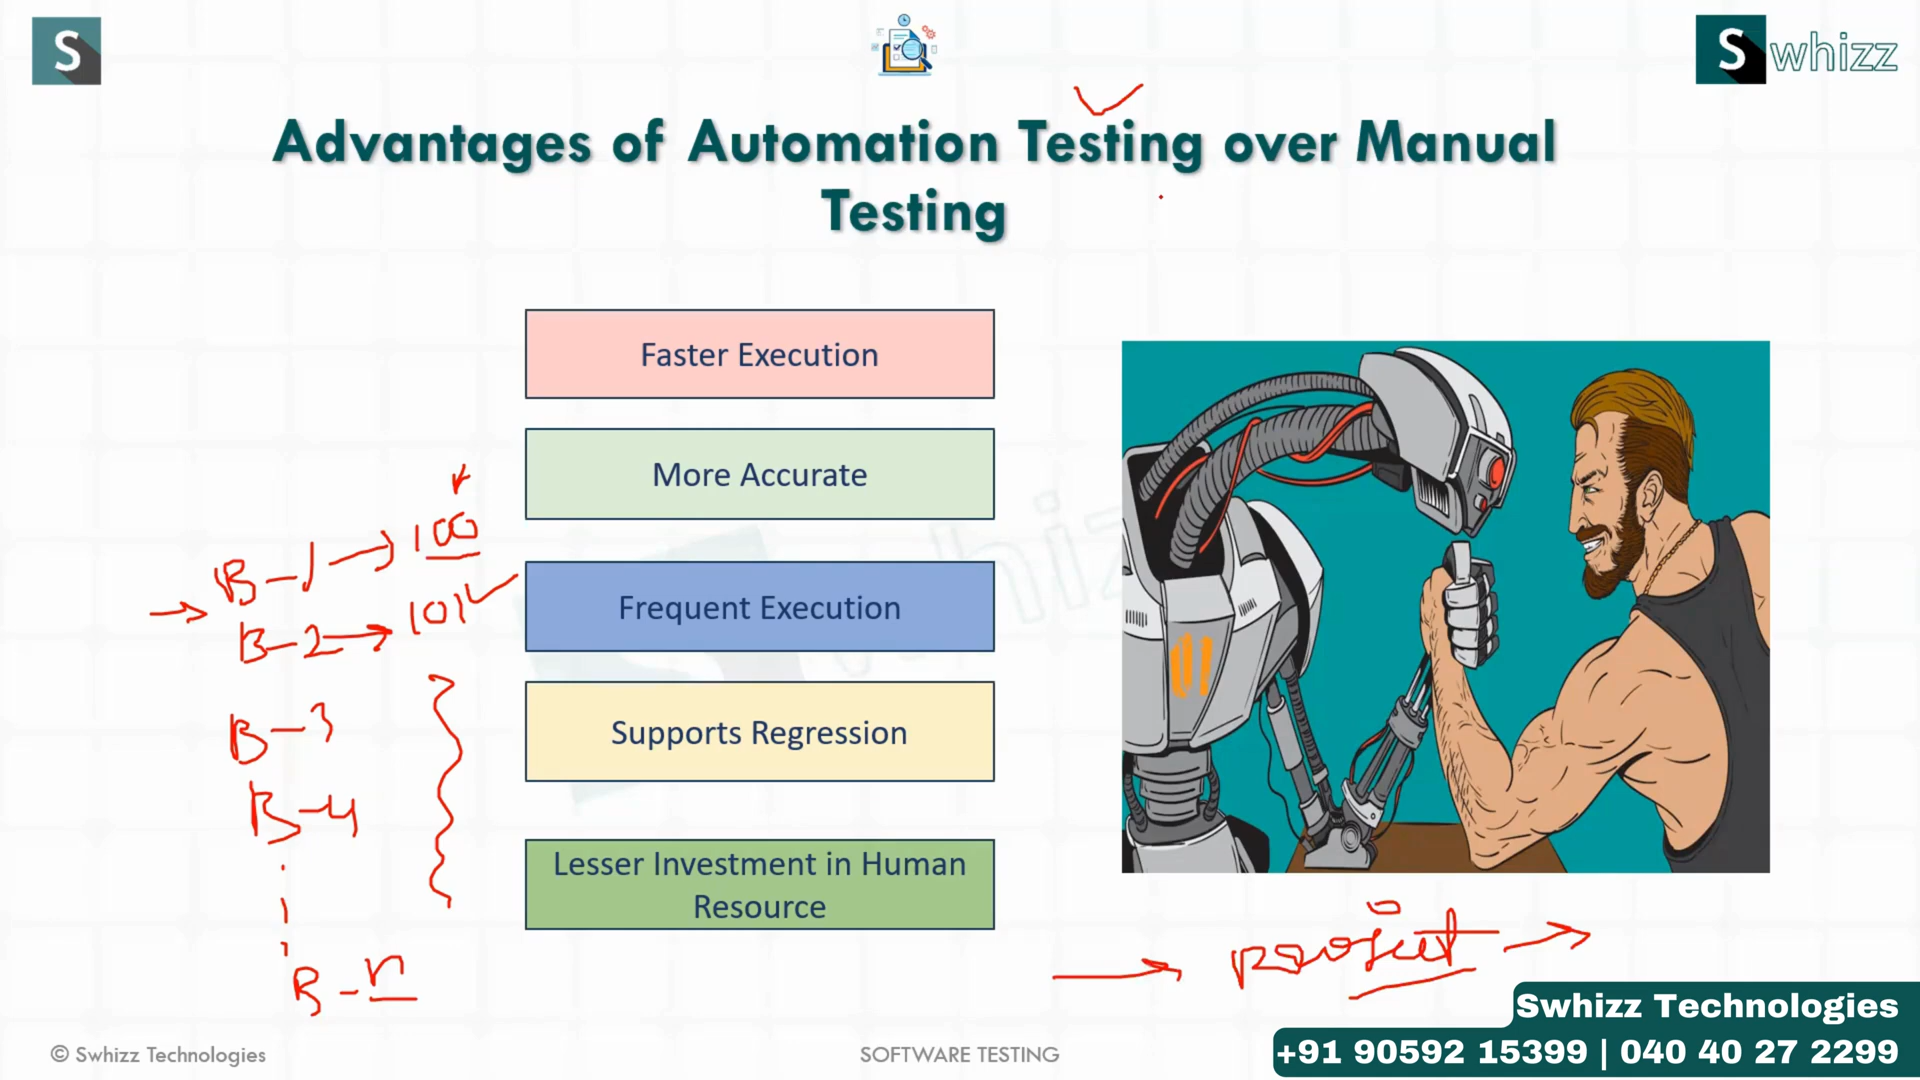 S
Swhizz
Advantages of Automation Testing over Manual
Testing
Faster Execution
More Accurate
Frequent Execution
Supports Regression
Lesser Investment in Human
Resource
B-1 → 100
→ B-2 → 101
B-3
B-4
B-n
→ project →
Swhizz Technologies
+91 90592 15399 | 040 40 27 2299
© Swhizz Technologies
SOFTWARE TESTING